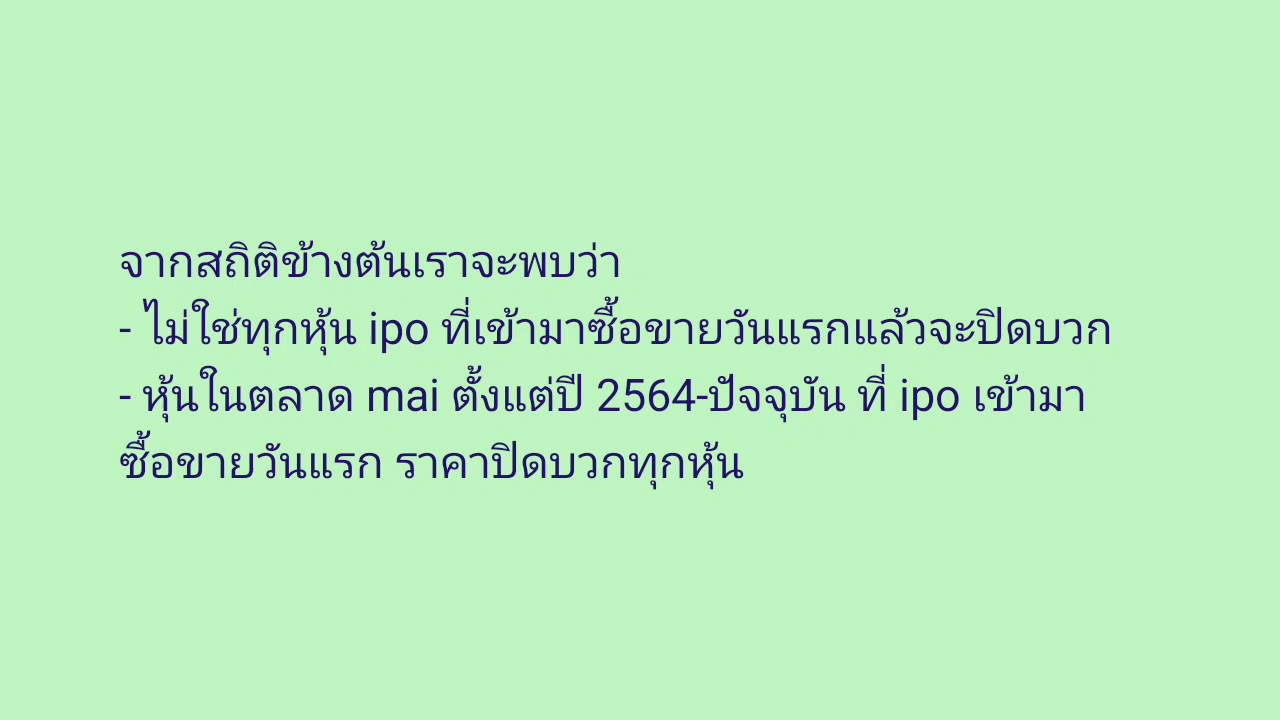 จากสถิติข้างต้นเราจะพบว่า
- ไม่ใช่ทุกหุ้น ipo ที่เข้ามาซื้อขายวันแรกแล้วจะปิดบวก
- หุ้นในตลาด mai ตั้งแต่ปี 2564-ปัจจุบัน ที่ ipo เข้ามา
ซื้อขายวันแรก ราคาปิดบวกทุกหุ้น